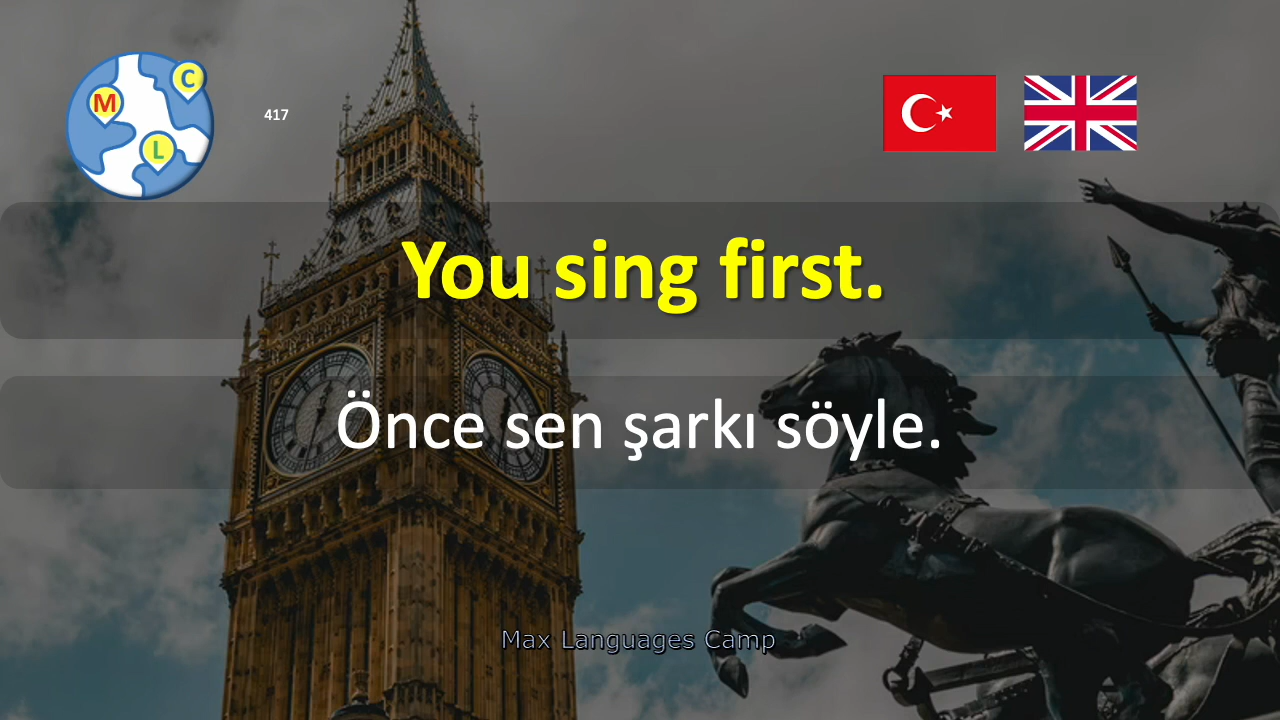 C
M
L
417
You sing first.
Önce sen şarkı söyle.
Max Languages Camp